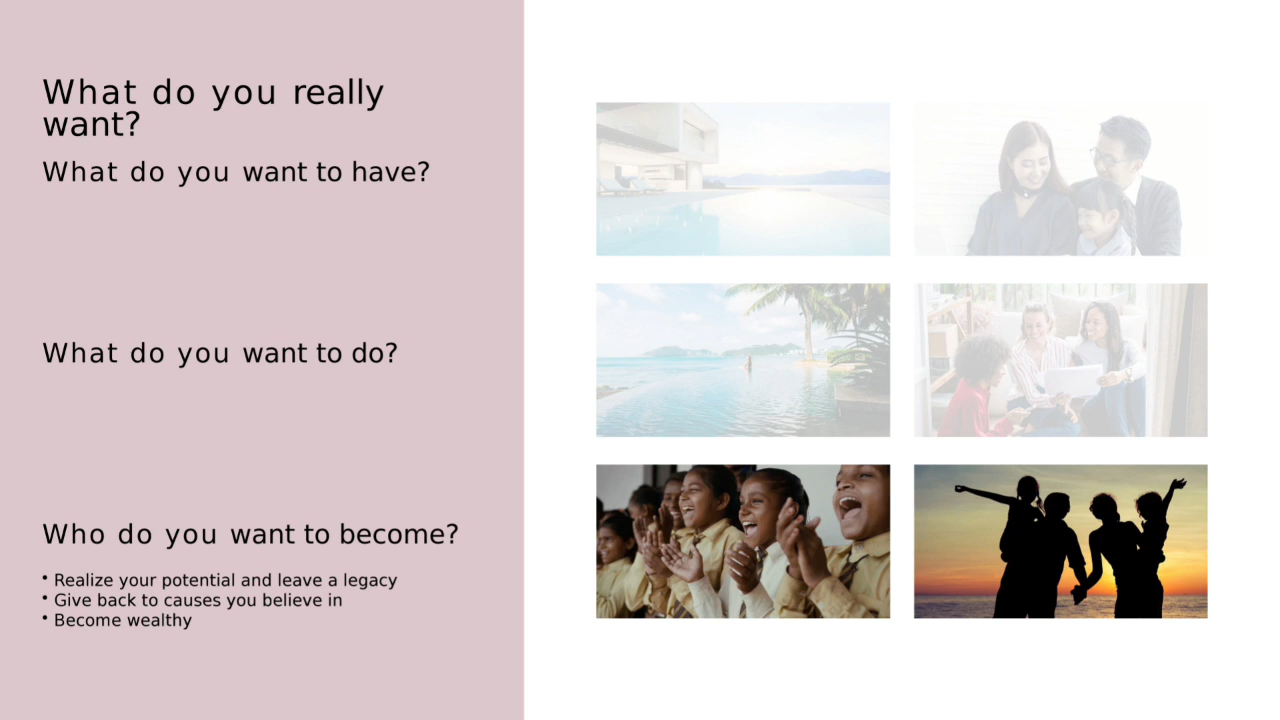 What do you really
want?
What do you want to have?
What do you want to do?
Who do you want to become?
• Realize your potential and leave a legacy
• Give back to causes you believe in
• Become wealthy